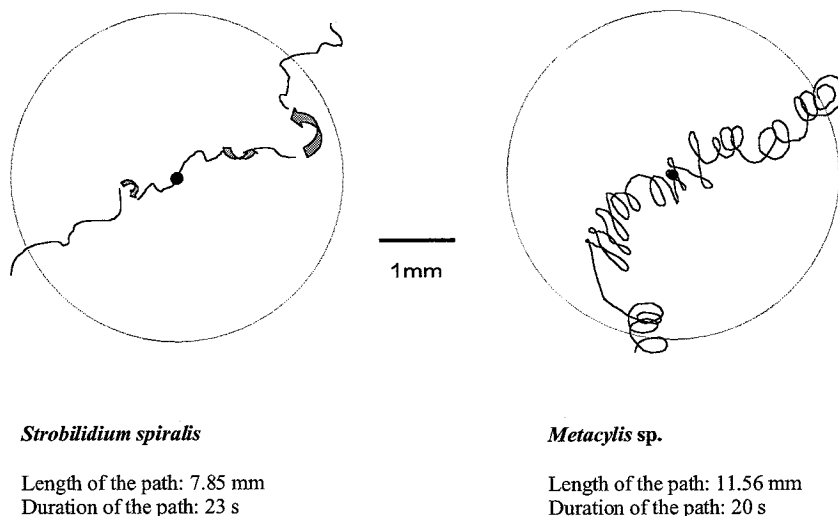 1mm
Strobilidium spiralis
Metacylis sp.
Length of the path: 7.85 mm
Duration of the path: 23 s
Length of the path: 11.56 mm
Duration of the path: 20 s